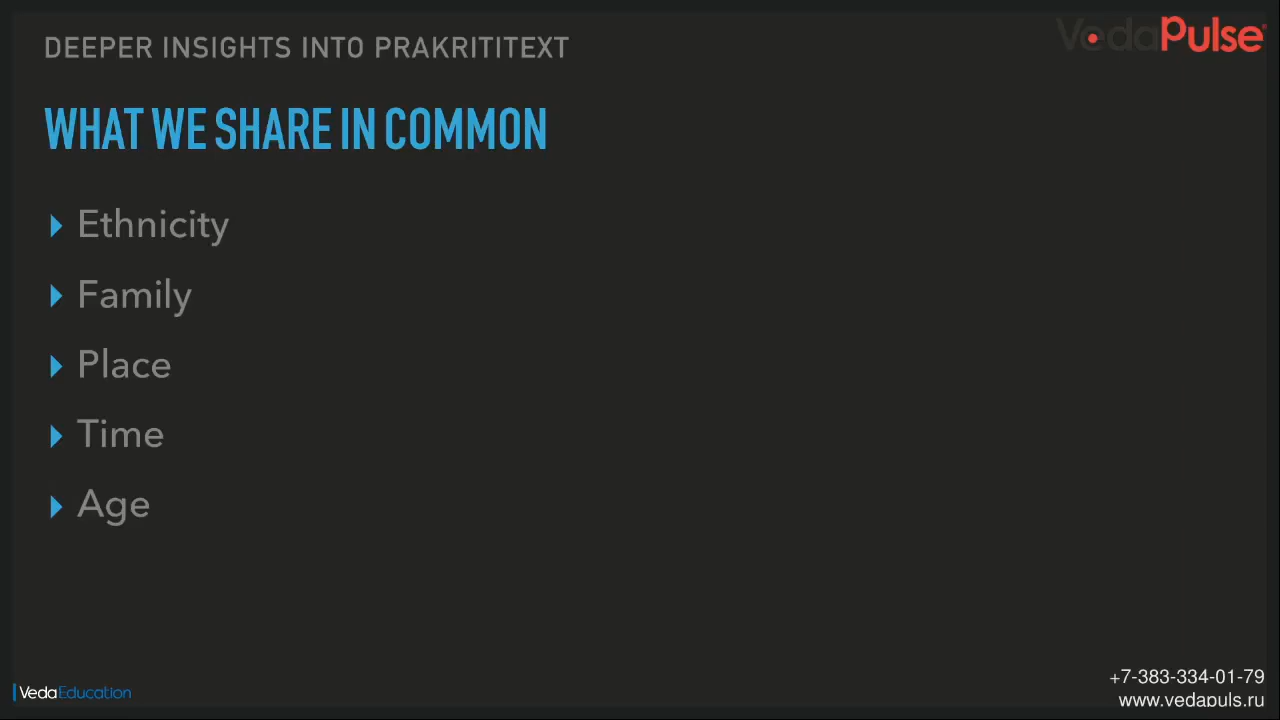 DEEPER INSIGHTS INTO PRAKRITITEXT
VedaPulse
WHAT WE SHARE IN COMMON
Ethnicity
Family
Place
Time
Age
VedaEducation
+7-383-334-01-79
www.vedapuls.ru